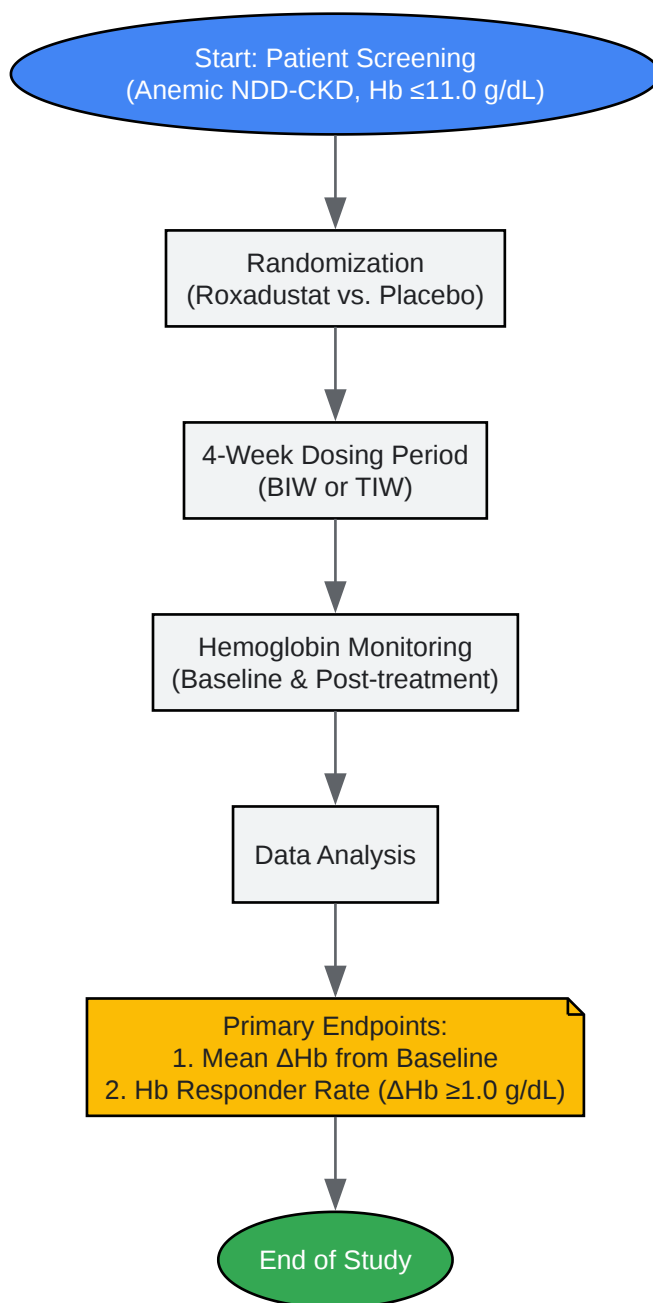 Start: Patient Screening
(Anemic NDD-CKD, Hb ≤11.0 g/dL)
Randomization
(Roxadustat vs. Placebo)
4-Week Dosing Period
(BIW or TIW)
Hemoglobin Monitoring
(Baseline & Post-treatment)
Data Analysis
Primary Endpoints:
1. Mean ΔHb from Baseline
2. Hb Responder Rate (ΔHb ≥1.0 g/dL)
End of Study